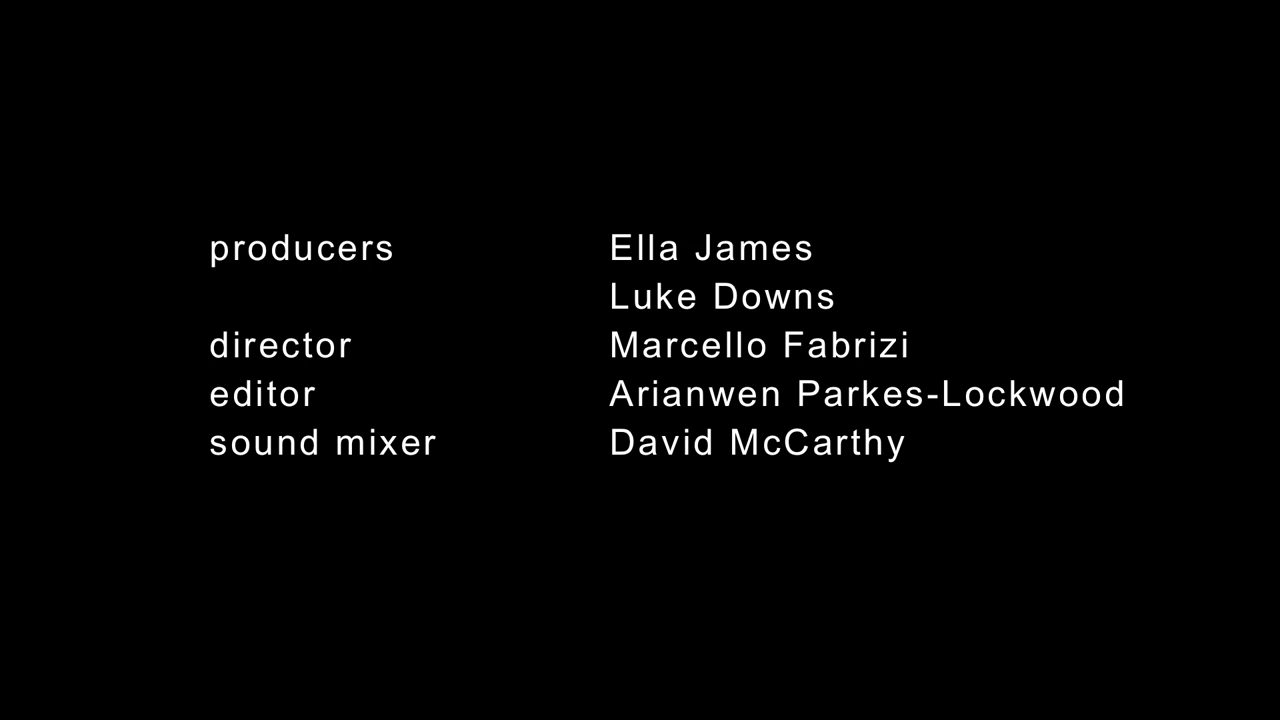 producers Ella James
Luke Downs
director Marcello Fabrizi
editor Arianwen Parkes-Lockwood
sound mixer David McCarthy